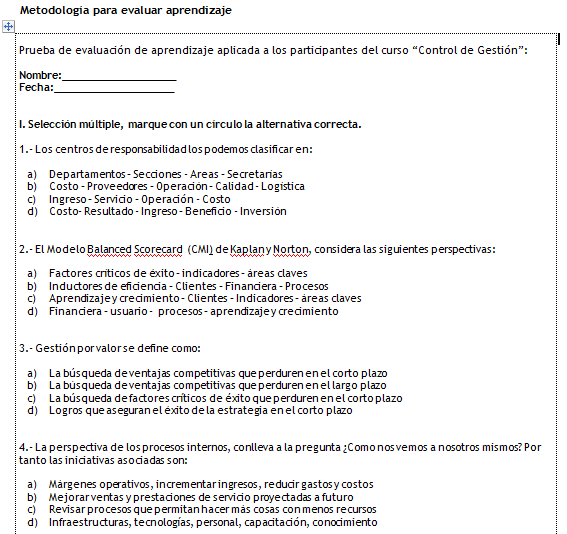 Metodología para evaluar aprendizaje
Prueba de evaluación de aprendizaje aplicada a los participantes del curso “Control de Gestión”:
Nombre:___________________
Fecha:____________________
I. Selección múltiple, marque con un círculo la alternativa correcta.
1.- Los centros de responsabilidad los podemos clasificar en:
a) Departamentos - Secciones - Areas - Secretarias
b) Costo - Proveedores - Operación - Calidad - Logística
c) Ingreso - Servicio - Operación - Costo
d) Costo- Resultado - Ingreso - Beneficio - Inversión
2.- El Modelo Balanced Scorecard (CMI) de Kaplan y Norton, considera las siguientes perspectivas:
a) Factores críticos de éxito - indicadores - áreas claves
b) Inductores de eficiencia - Clientes - Financiera - Procesos
c) Aprendizaje y crecimiento - Clientes - Indicadores - áreas claves
d) Financiera - usuario - procesos - aprendizaje y crecimiento
3.- Gestión por valor se define como:
a) La búsqueda de ventajas competitivas que perduren en el corto plazo
b) La búsqueda de ventajas competitivas que perduren en el largo plazo
c) La búsqueda de factores críticos de éxito que perduren en el corto plazo
d) Logros que aseguran el éxito de la estrategia en el corto plazo
4.- La perspectiva de los procesos internos, conlleva a la pregunta ¿Como nos vemos a nosotros mismos? Por
tanto las iniciativas asociadas son:
a) Márgenes operativos, incrementar ingresos, reducir gastos y costos
b) Mejorar ventas y prestaciones de servicio proyectadas a futuro
c) Revisar procesos que permitan hacer más cosas con menos recursos
d) Infraestructuras, tecnologías, personal, capacitación, conocimiento